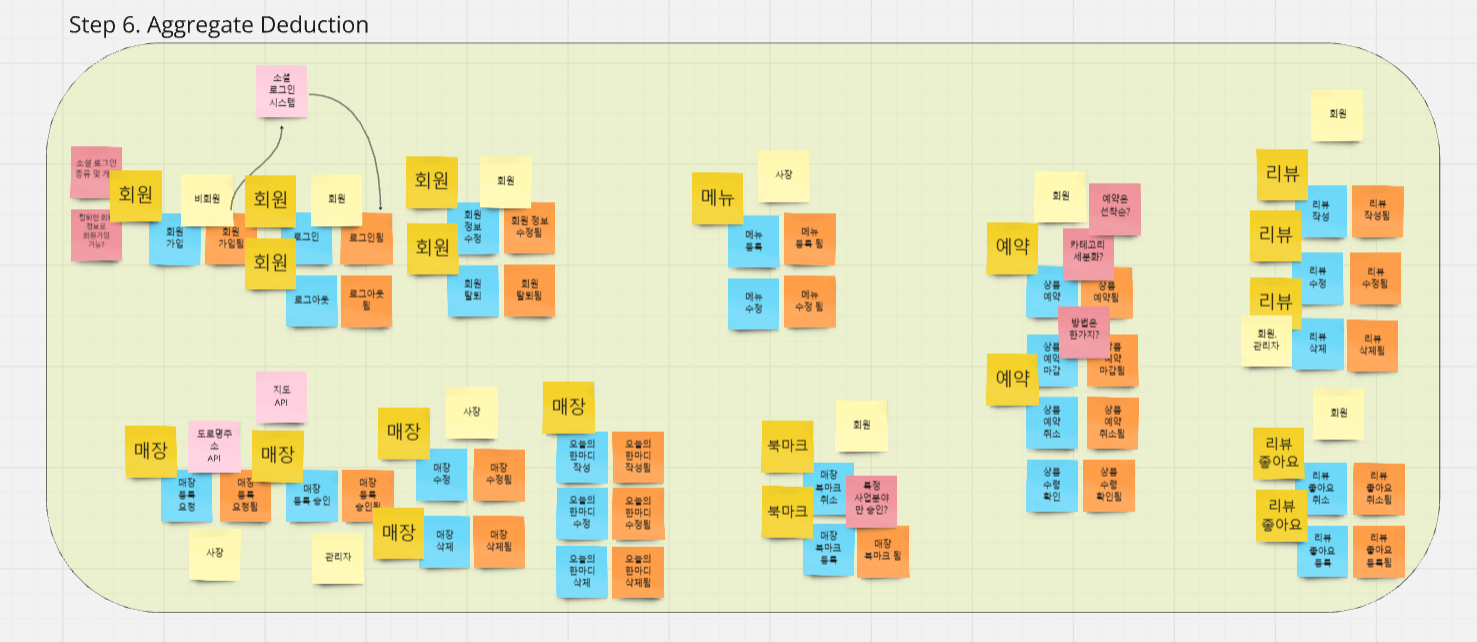 Step 6. Aggregate Deduction
소셜
로그인
시스템
소셜 로그인
종류 및
회원
비회원
회원
가입
회원
가입됨
가능?
회원
회원
로그인
로그인됨
회원
로그아웃
로그아웃
됨
회원
회원
회원
정보
수정
회원 정보
수정됨
회원
회원
탈퇴
회원
탈퇴됨
메뉴
사장
메뉴
등록
메뉴
등록 됨
메뉴
수정
메뉴
수정 됨
회원
예약은
선착순?
예약
카테고리
세분화?
상품
예약
상품
예약됨
방법은
한가지?
예약
상품
예약
마감
상품
예약
마감됨
상품
예약
취소
상품
예약
취소됨
상품
수령
확인
상품
수령
확인됨
회원
리뷰
리뷰
작성
리뷰
작성됨
리뷰
리뷰
수정
리뷰
수정됨
리뷰
회원,
관리자
리뷰
삭제
리뷰
삭제됨
지도
API
매장
도로명주
소
API
매장
매장
등록
요청
매장
등록
요청됨
매장
등록 승인
매장
등록
승인됨
사장
관리자
매장
사장
매장
수정
매장
수정됨
매장
매장
삭제
매장
삭제됨
매장
오늘의
한마디
작성
오늘의
한마디
작성됨
오늘의
한마디
수정
오늘의
한마디
수정됨
오늘의
한마디
삭제
오늘의
한마디
삭제됨
회원
북마크
매장
북마크
취소
특정
사업분야
만 승인?
북마크
매장
북마크
등록
매장
북마크 됨
회원
리뷰
좋아요
리뷰
좋아요
취소
리뷰
좋아요
취소됨
리뷰
좋아요
리뷰
좋아요
등록
리뷰
좋아요
등록됨